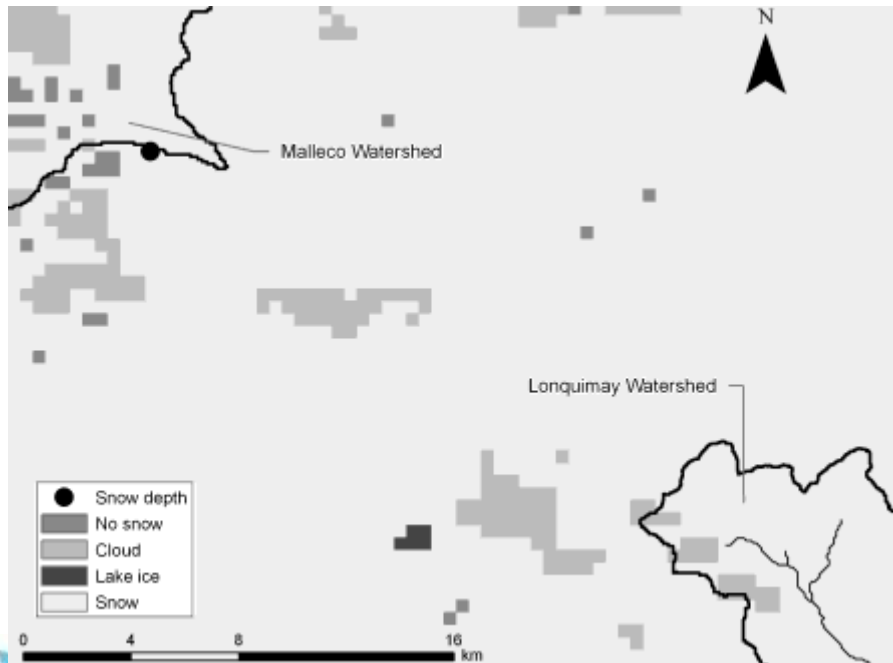 N
Malleco Watershed
Lonquimay Watershed
Snow depth
No snow
Cloud
Lake ice
Snow
0 4 8 16
km